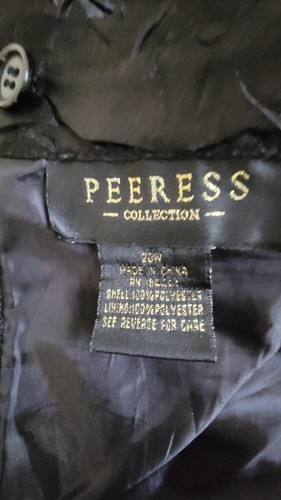 PEERESS
— COLLECTION —
20W
MADE IN CHINA
RN
SHELL:100%POLYESTER
LINING:100%POLYESTER
SEE REVERSE FOR CARE